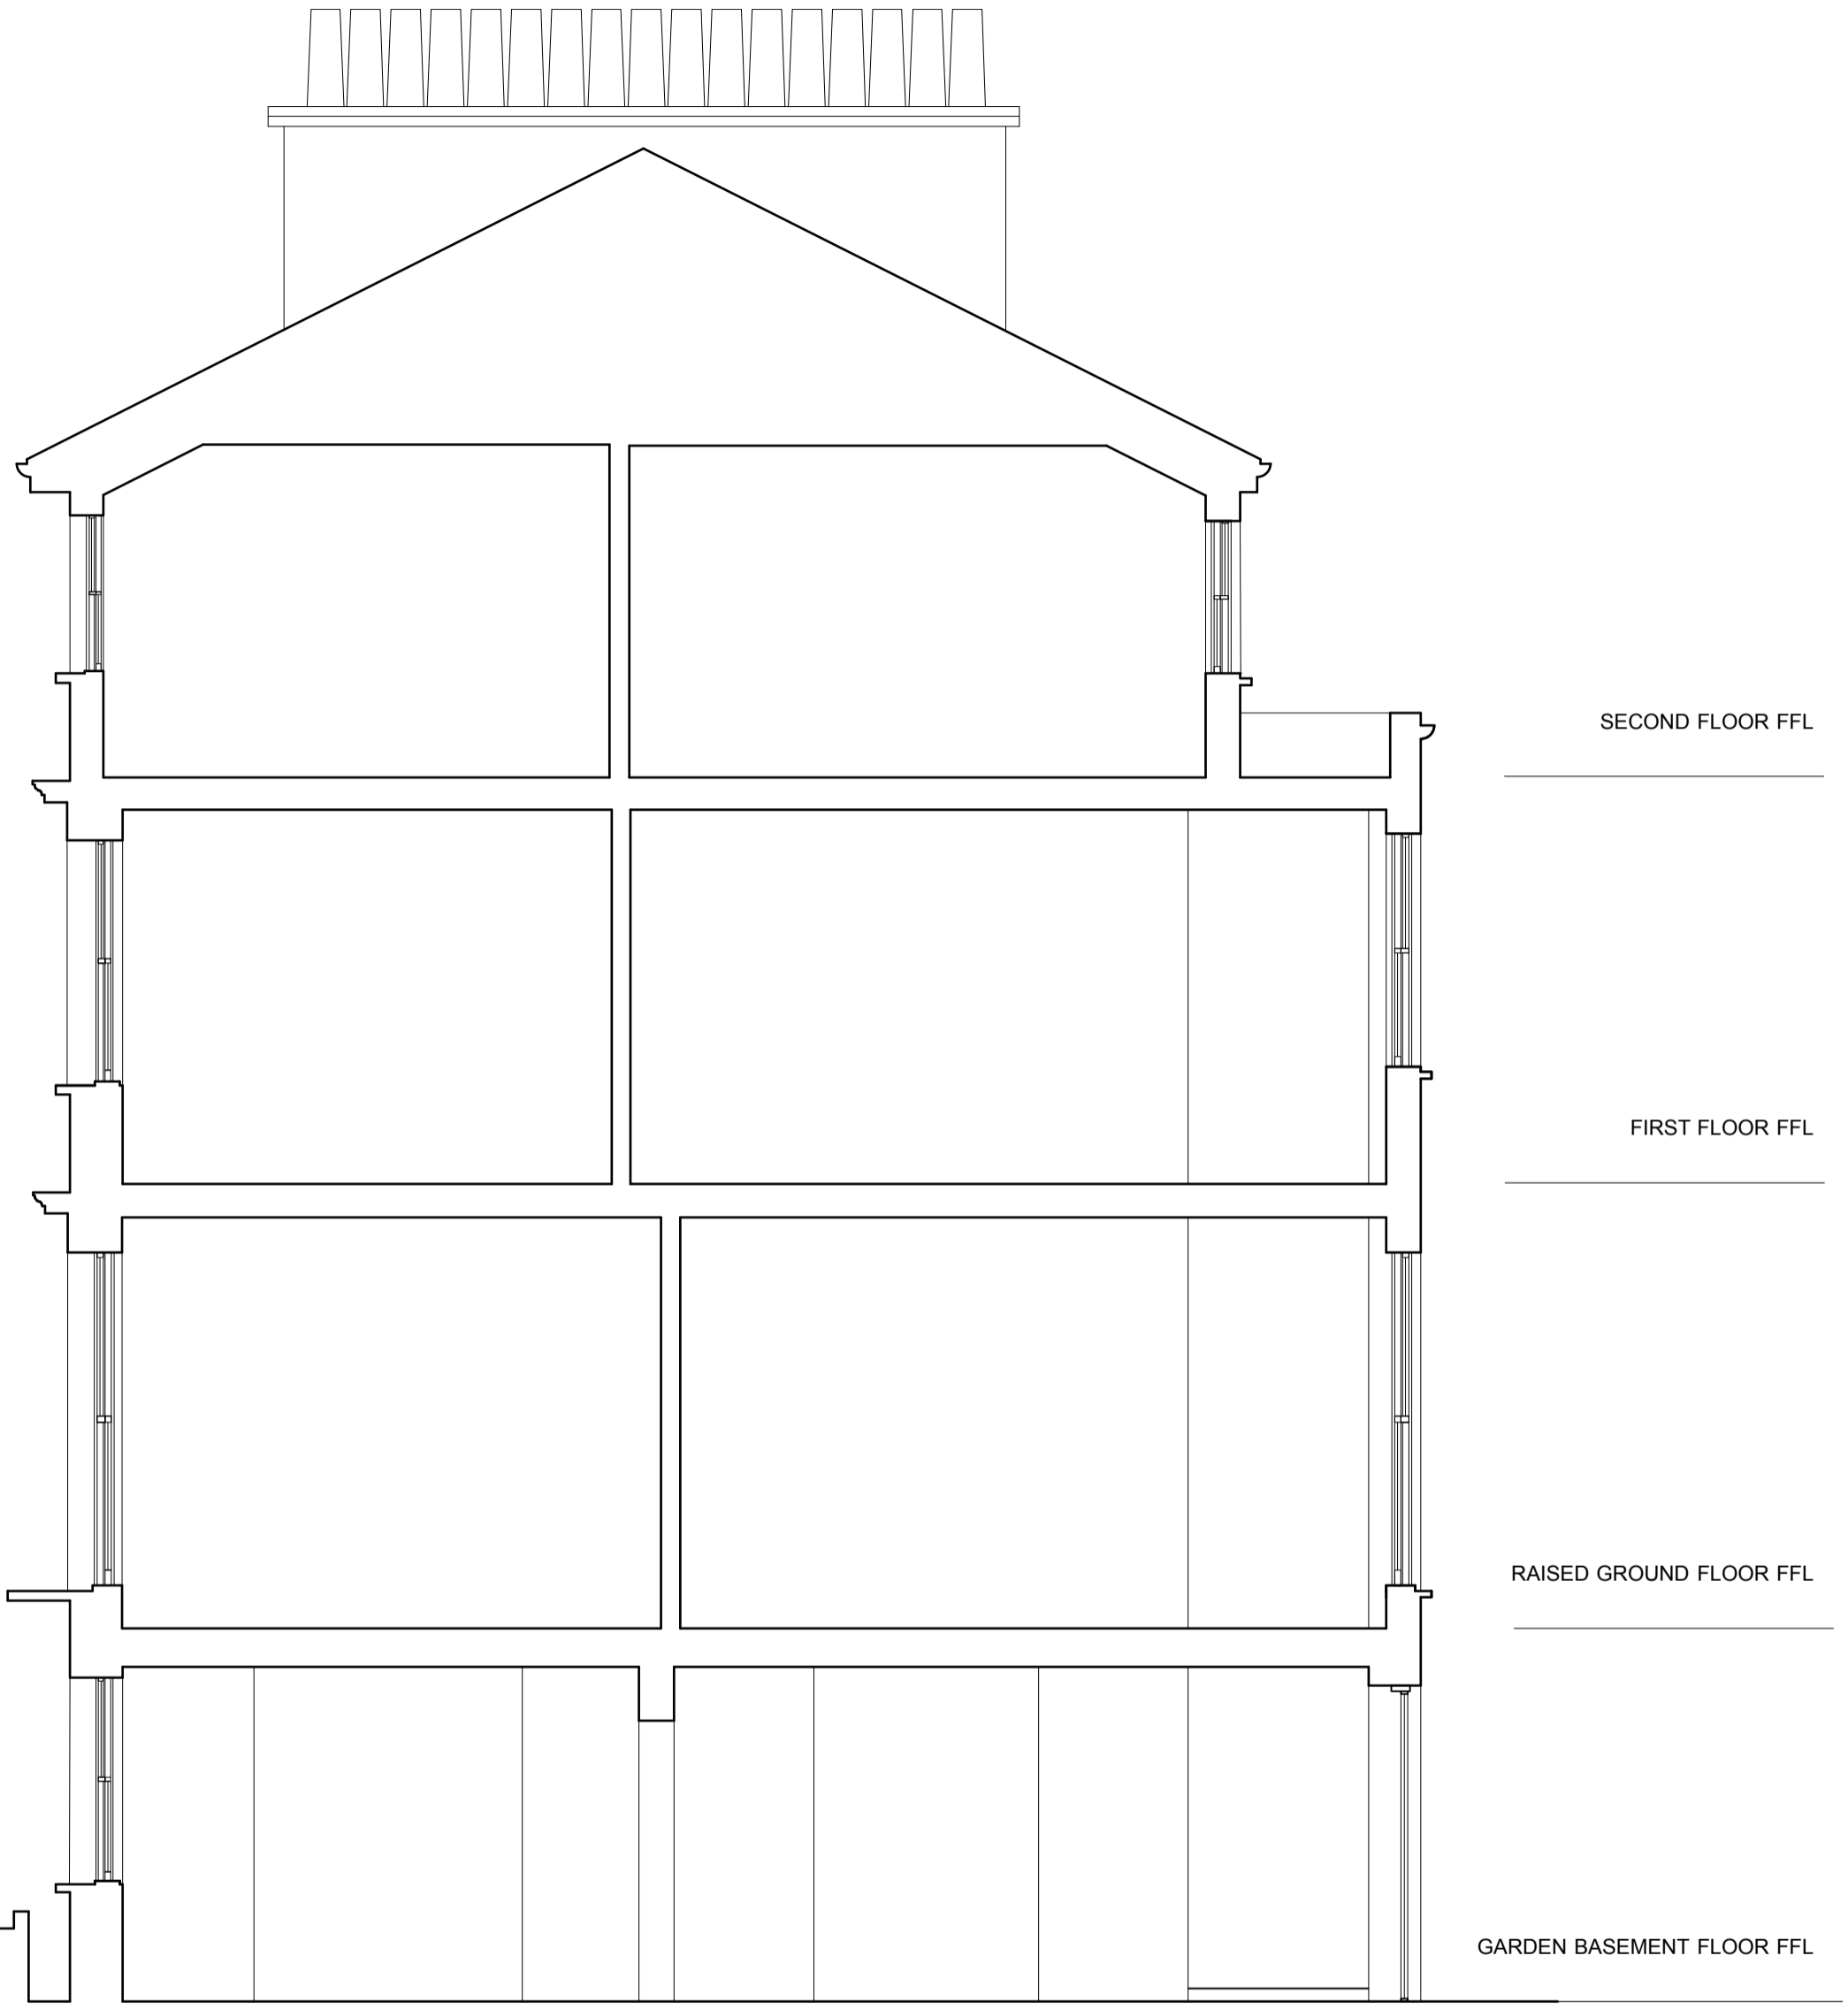 SECOND FLOOR FFL
FIRST FLOOR FFL
RAISED GROUND FLOOR FFL
GARDEN BASEMENT FLOOR FFL